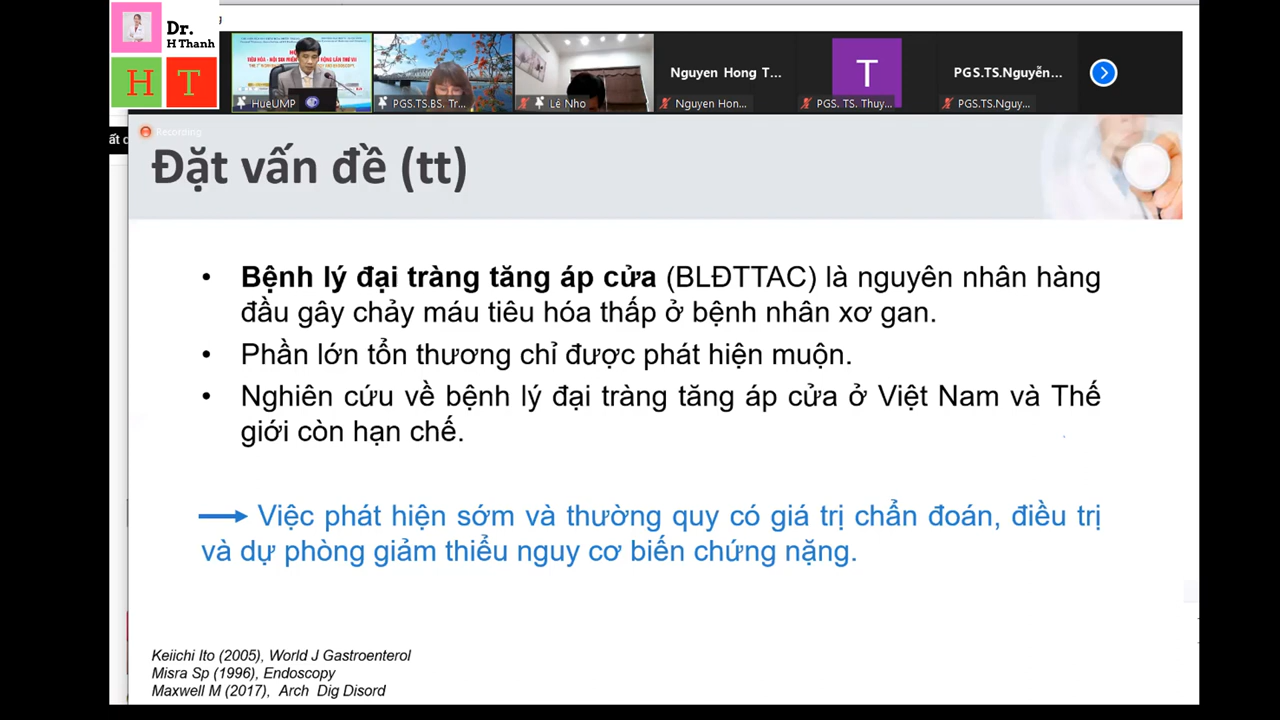 Dr.
H Thanh
H T
HueUMP
PGS.TS.BS. Tr...
Lê Nho
Nguyen Hong T...
Nguyen Hon...
T
PGS. TS. Thuy...
PGS.TS.Nguyễn...
PGS.TS.Nguy...
Recording
Đặt vấn đề (tt)
• Bệnh lý đại tràng tăng áp cửa (BLĐTTAC) là nguyên nhân hàng
đầu gây chảy máu tiêu hóa thấp ở bệnh nhân xơ gan.
• Phần lớn tổn thương chỉ được phát hiện muộn.
• Nghiên cứu về bệnh lý đại tràng tăng áp cửa ở Việt Nam và Thế
giới còn hạn chế.
Việc phát hiện sớm và thường quy có giá trị chẩn đoán, điều trị
và dự phòng giảm thiểu nguy cơ biến chứng nặng.
Keiichi Ito (2005), World J Gastroenterol
Misra Sp (1996), Endoscopy
Maxwell M (2017), Arch Dig Disord